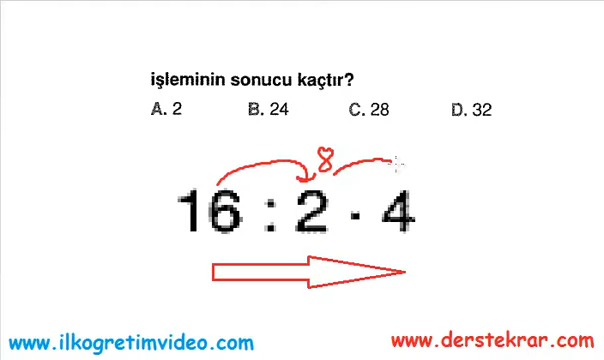 işleminin sonucu kaçtır?
A. 2 B. 24 C. 28 D. 32
8
16 : 2 · 4
www.ilkogretimvideo.com www.derstekrar.com